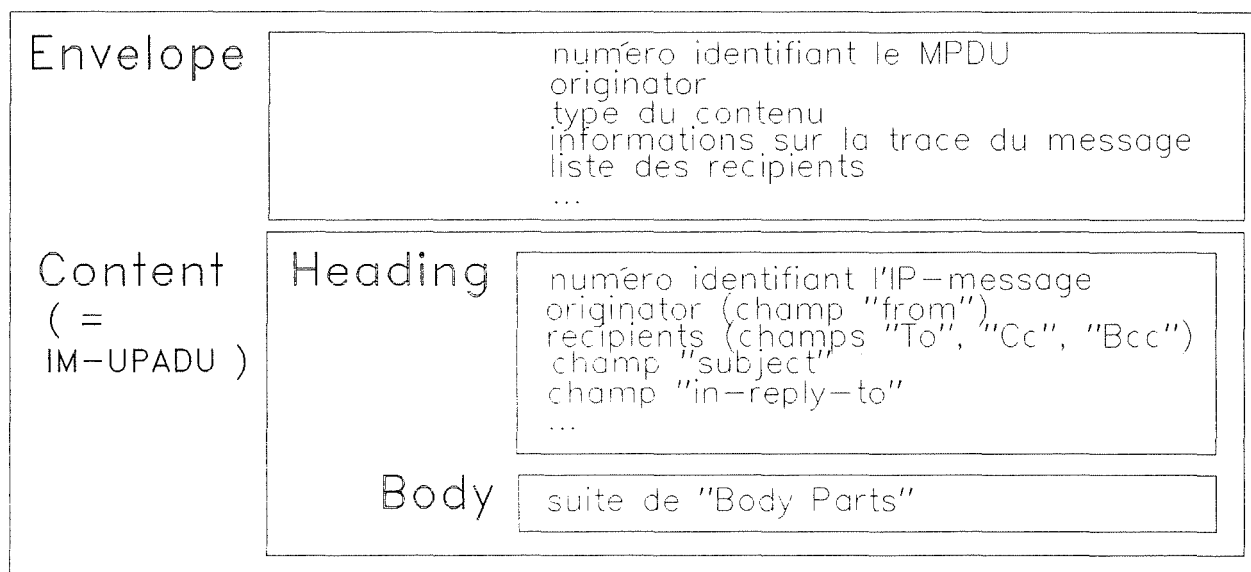 Envelope
numéro identifiant le MPDU
originator
type du contenu
informations sur la trace du message
liste des recipients
...
Content
( =
IM-UPADU )
Heading
numéro identifiant l'IP-message
originator (champ "from")
recipients (champs "To", "Cc", "Bcc")
champ "subject"
champ "in-reply-to"
...
Body
suite de "Body Parts"